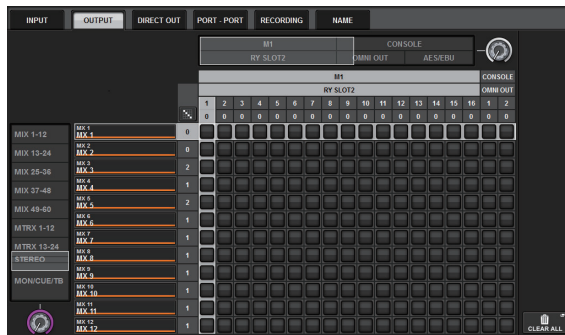 INPUT OUTPUT DIRECT OUT PORT - PORT RECORDING NAME
M1 CONSOLE
RY SLOT2 OMNI OUT AES/EBU
M1 CONSOLE
RY SLOT2 OMNI OUT
1 2 3 4 5 6 7 8 9 10 11 12 13 14 15 16 1 2
0 0 0 0 0 0 0 0 0 0 0 0 0 0 0 0 0 0
MIX 1-12
MIX 13-24
MIX 25-36
MIX 37-48
MIX 49-60
MTRX 1-12
MTRX 13-24
STEREO
MON/CUE/TB
1
MX 1
MX 1 0
MX 2
MX 2 0
MX 3
MX 3 2
MX 4
MX 4 1
MX 5
MX 5 2
MX 6
MX 6 1
MX 7
MX 7 1
MX 8
MX 8 1
MX 9
MX 9 1
MX 10
MX 10 1
MX 11
MX 11 1
MX 12
MX 12 1
CLEAR ALL